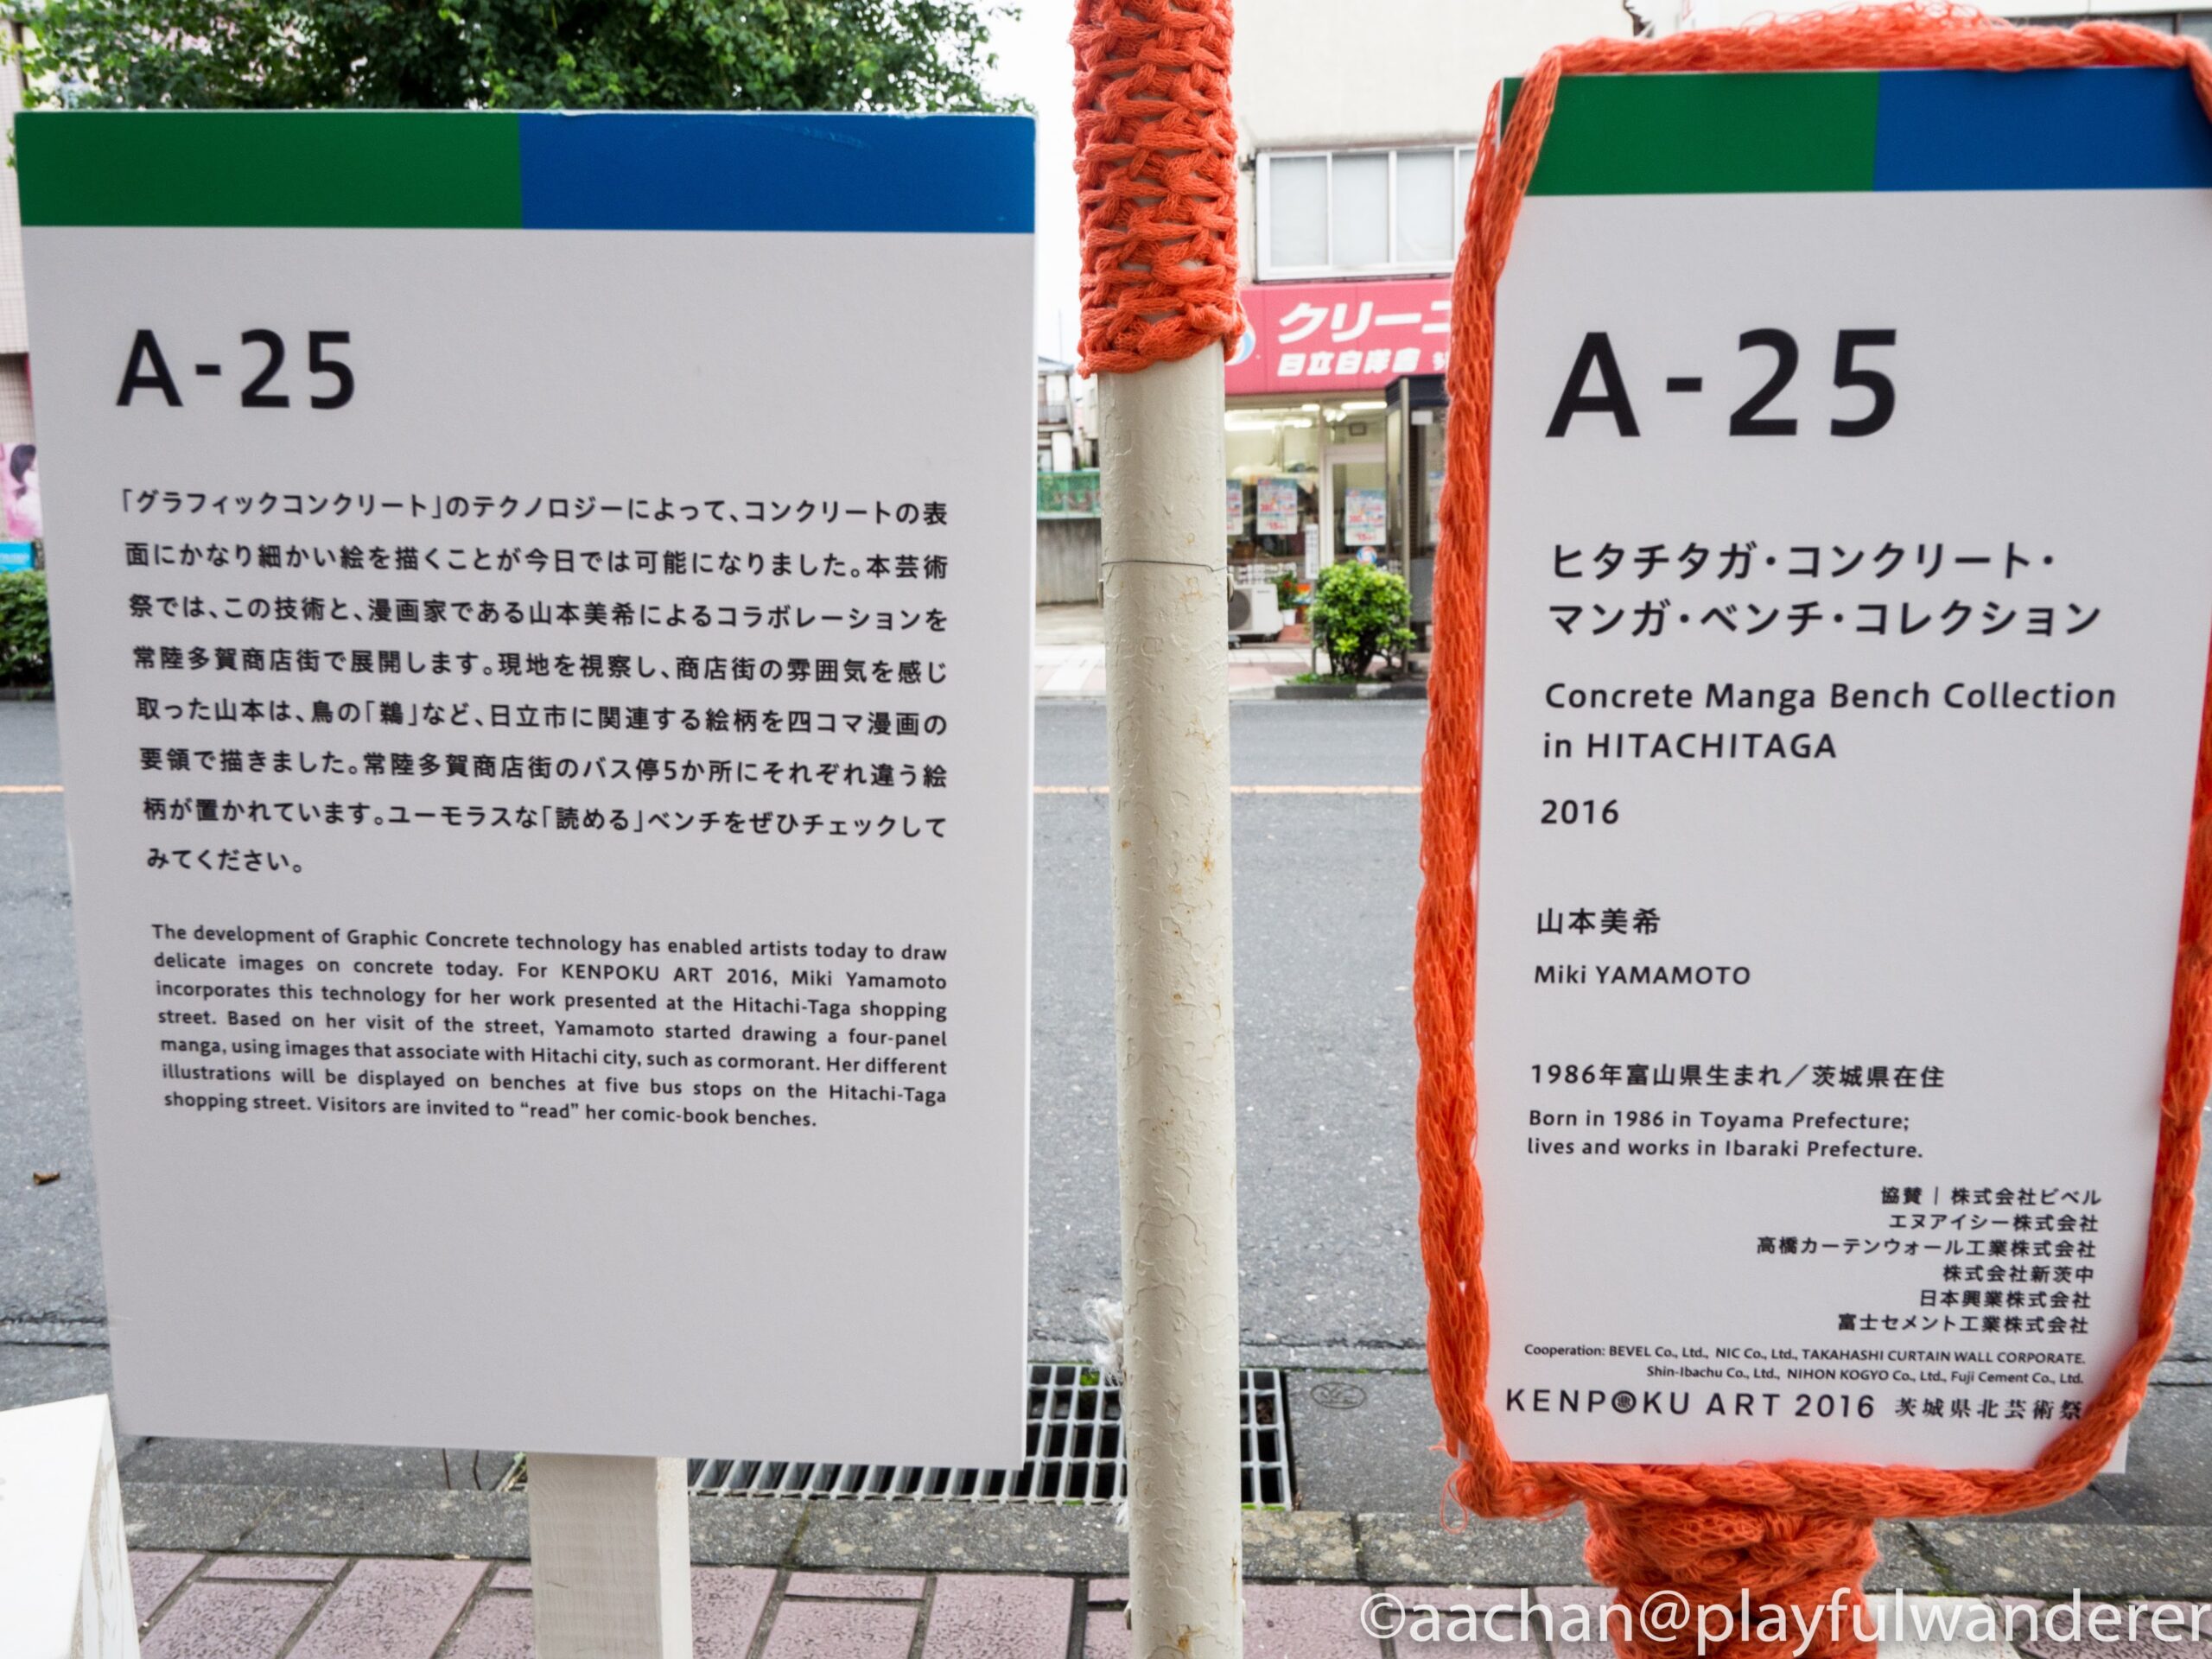 A-25
「グラフィックコンクリート」のテクノロジーによって、コンクリートの表
面にかなり細かい絵を描くことが今日では可能になりました。本芸術
祭では、この技術と、漫画家である山本美希によるコラボレーションを
常陸多賀商店街で展開します。現地を視察し、商店街の雰囲気を感じ
取った山本は、鳥の「鵜」など、日立市に関連する絵柄を四コマ漫画の
要領で描きました。常陸多賀商店街のバス停5か所にそれぞれ違う絵
柄が置かれています。ユーモラスな「読める」ベンチをぜひチェックして
みてください。
The development of Graphic Concrete technology has enabled artists today to draw
delicate images on concrete today. For KENPOKU ART 2016, Miki Yamamoto
incorporates this technology for her work presented at the Hitachi-Taga shopping
street. Based on her visit of the street, Yamamoto started drawing a four-panel
manga, using images that associate with Hitachi city, such as cormorant. Her different
illustrations will be displayed on benches at five bus stops on the Hitachi-Taga
shopping street. Visitors are invited to “read” her comic-book benches.
クリーニ
日立白洋舎
A-25
ヒタチタガ・コンクリート・
マンガ・ベンチ・コレクション
Concrete Manga Bench Collection
in HITACHITAGA
2016
山本美希
Miki YAMAMOTO
1986年富山県生まれ／茨城県在住
Born in 1986 in Toyama Prefecture;
lives and works in Ibaraki Prefecture.
協賛｜株式会社ビベル
エヌアイシー株式会社
高橋カーテンウォール工業株式会社
株式会社新茨中
日本興業株式会社
富士セメント工業株式会社
Cooperation: BEVEL Co., Ltd., NIC Co., Ltd., TAKAHASHI CURTAIN WALL CORPORATE.
Shin-Ibachu Co., Ltd., NIHON KOGYO Co., Ltd., Fuji Cement Co., Ltd.
KENPOKU ART 2016 茨城県北芸術祭
©aachan@playfulwanderer